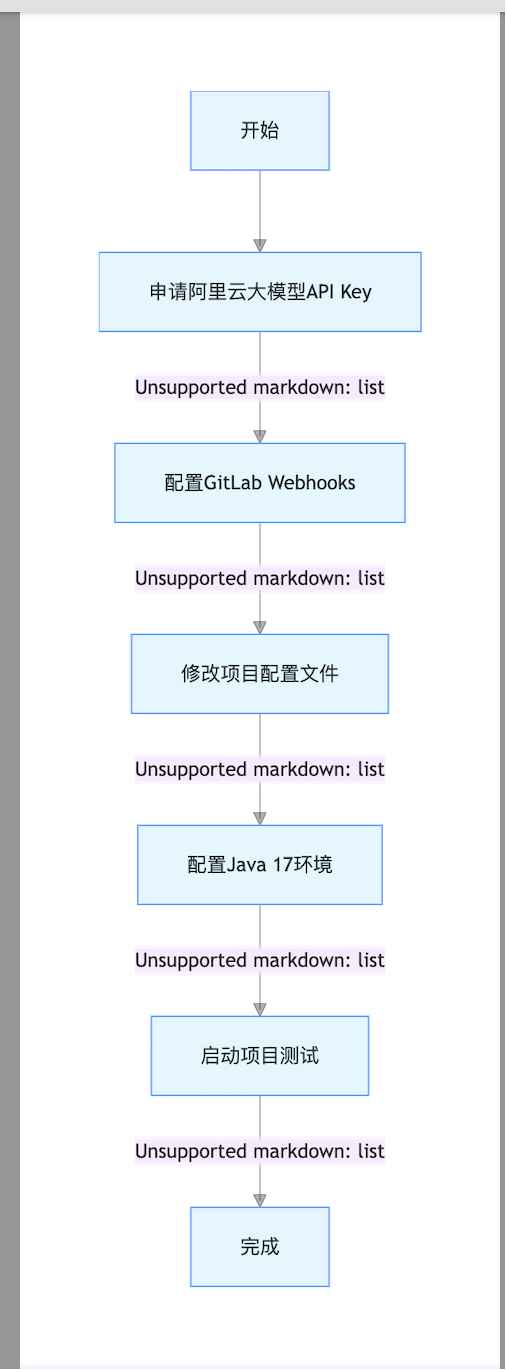 开始
申请阿里云大模型API Key
Unsupported markdown: list
配置GitLab Webhooks
Unsupported markdown: list
修改项目配置文件
Unsupported markdown: list
配置Java 17环境
Unsupported markdown: list
启动项目测试
Unsupported markdown: list
完成